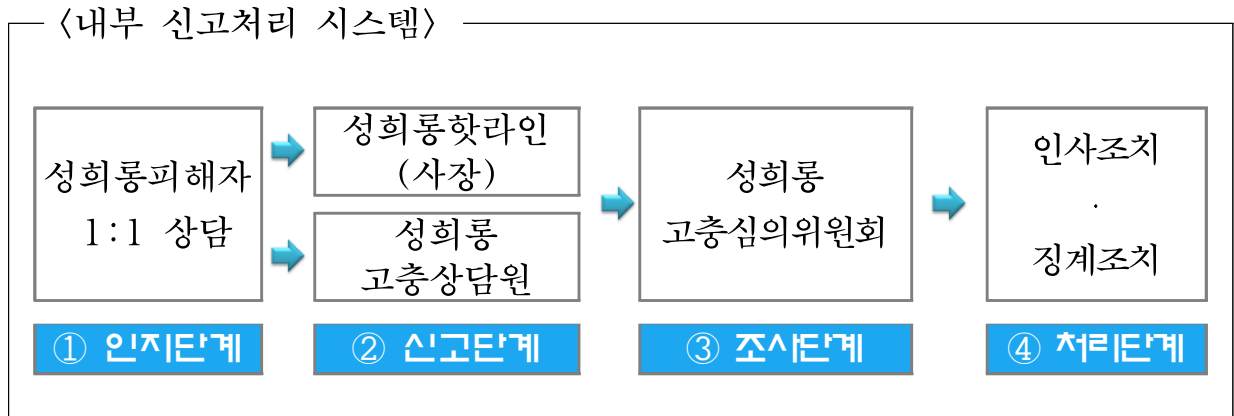 〈내부 신고처리 시스템〉
성희롱피해자
1:1 상담
성희롱핫라인
(사장)
성희롱
고충상담원
성희롱
고충심의위원회
인사조치
·
징계조치
① 인지단계
② 신고단계
③ 조사단계
④ 처리단계